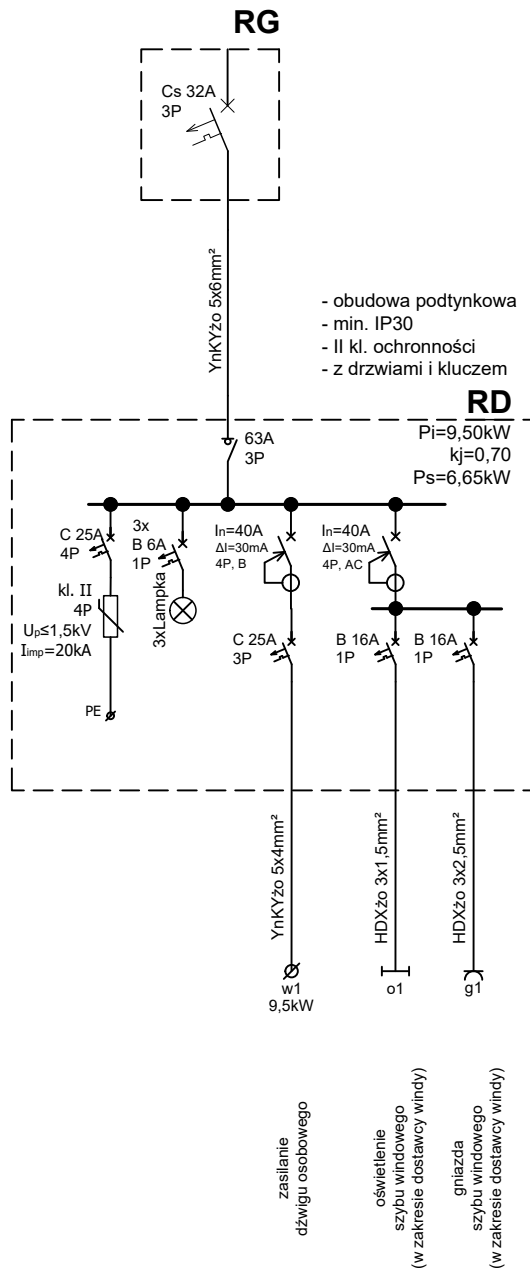 RG
Cs 32A
3P
YnKYżo 5x6mm²
- obudowa podtynkowa
- min. IP30
- II kl. ochronności
- z drzwiami i kluczem
RD
Pi=9,50kW
kj=0,70
Ps=6,65kW
63A
3P
C 25A
4P
kl. II
4P
Up≤1,5kV
Iimp=20kA
PE
3x
B 6A
1P
3xLampka
In=40A
ΔI=30mA
4P, B
C 25A
3P
In=40A
ΔI=30mA
4P, AC
B 16A
1P
B 16A
1P
YnKYżo 5x4mm²
HDXżo 3x1,5mm²
HDXżo 3x2,5mm²
w1
9,5kW
o1
g1
zasilanie
dźwigu osobowego
oświetlenie
szybu windowego
(w zakresie dostawcy windy)
gniazda
szybu windowego
(w zakresie dostawcy windy)